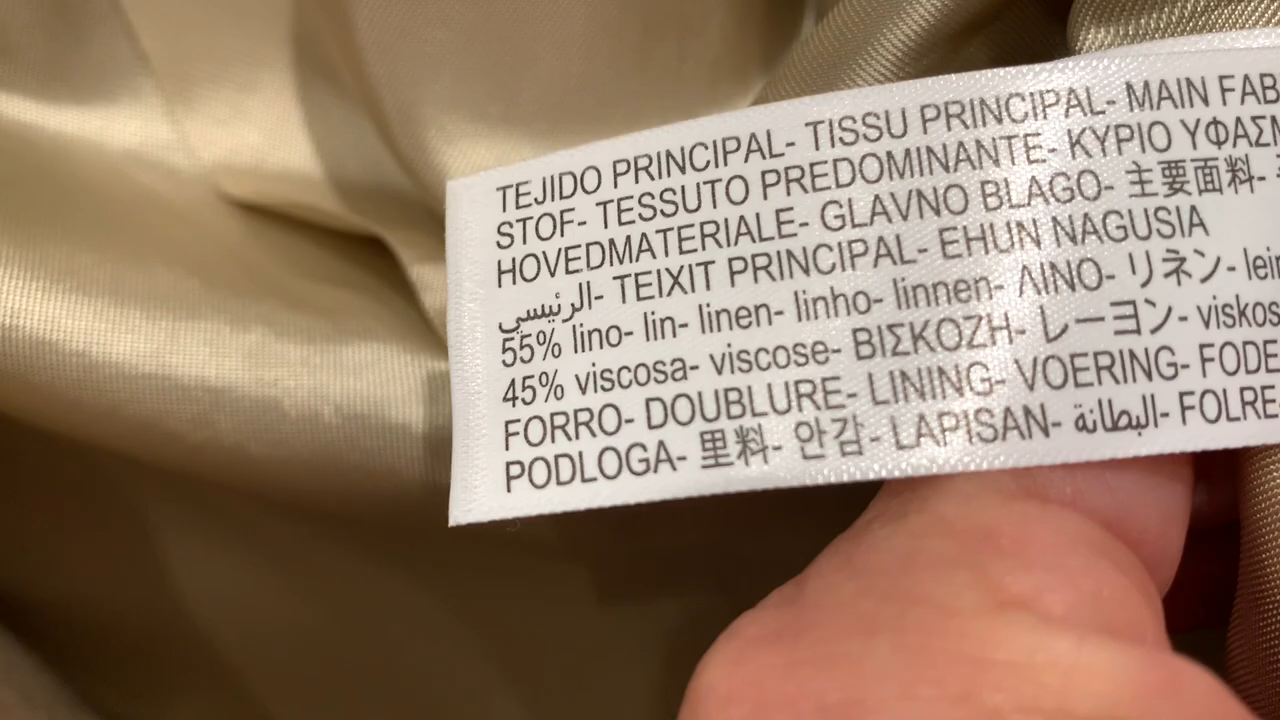 TEJIDO PRINCIPAL- TISSU PRINCIPAL- MAIN FAB
STOF- TESSUTO PREDOMINANTE- ΚΥΡΙΟ ΥΦΑΣΜ
HOVEDMATERIALE- GLAVNO BLAGO- 主要面料-
الرئيسي- TEIXIT PRINCIPAL- EHUN NAGUSIA
55% lino- lin- linen- linho- linnen- ΛΙΝΟ- リネン- lein
45% viscosa- viscose- ΒΙΣΚΟΖΗ- レーヨン- viskos
FORRO- DOUBLURE- LINING- VOERING- FODE
PODLOGA- 里料- 안감- LAPISAN- البطانة- FOLRE-